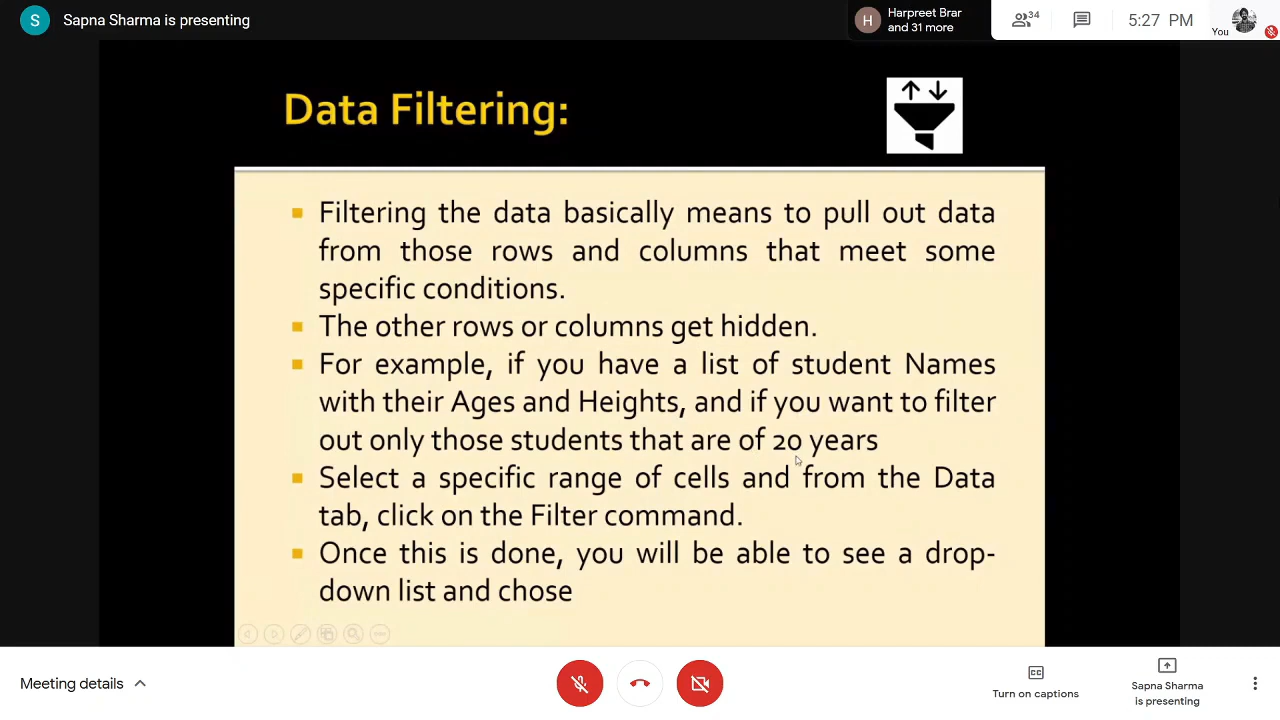 S Sapna Sharma is presenting
H Harpreet Brar
and 31 more
34
5:27 PM
You
Data Filtering:
Filtering the data basically means to pull out data
from those rows and columns that meet some
specific conditions.
The other rows or columns get hidden.
For example, if you have a list of student Names
with their Ages and Heights, and if you want to filter
out only those students that are of 20 years
Select a specific range of cells and from the Data
tab, click on the Filter command.
Once this is done, you will be able to see a drop-
down list and chose
Meeting details
CC
Turn on captions
Sapna Sharma
is presenting